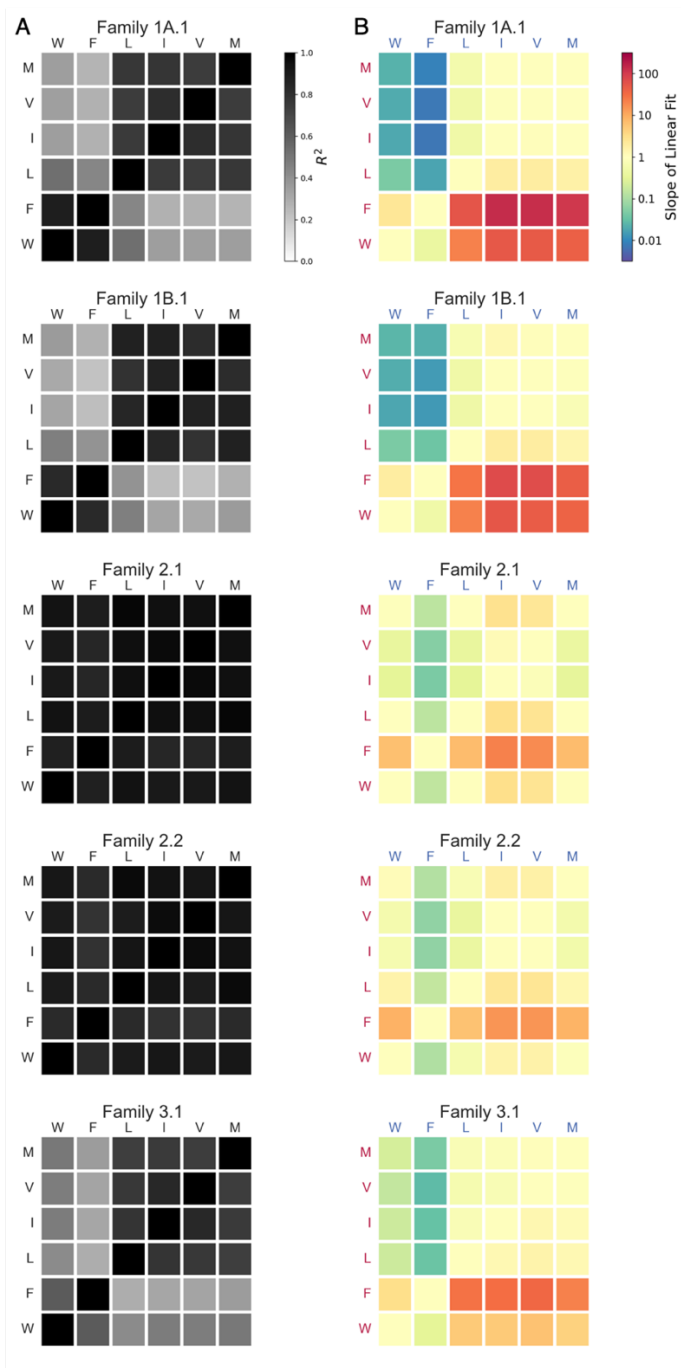 A
B
Family 1A.1
W F L I V M
M
V
I
L
F
W
1.0
0.8
0.6
0.4
0.2
0.0
R2
Family 1A.1
W F L I V M
M
V
I
L
F
W
100
10
1
0.1
0.01
Slope of Linear Fit
Family 1B.1
W F L I V M
M
V
I
L
F
W
Family 1B.1
W F L I V M
M
V
I
L
F
W
Family 2.1
W F L I V M
M
V
I
L
F
W
Family 2.1
W F L I V M
M
V
I
L
F
W
Family 2.2
W F L I V M
M
V
I
L
F
W
Family 2.2
W F L I V M
M
V
I
L
F
W
Family 3.1
W F L I V M
M
V
I
L
F
W
Family 3.1
W F L I V M
M
V
I
L
F
W